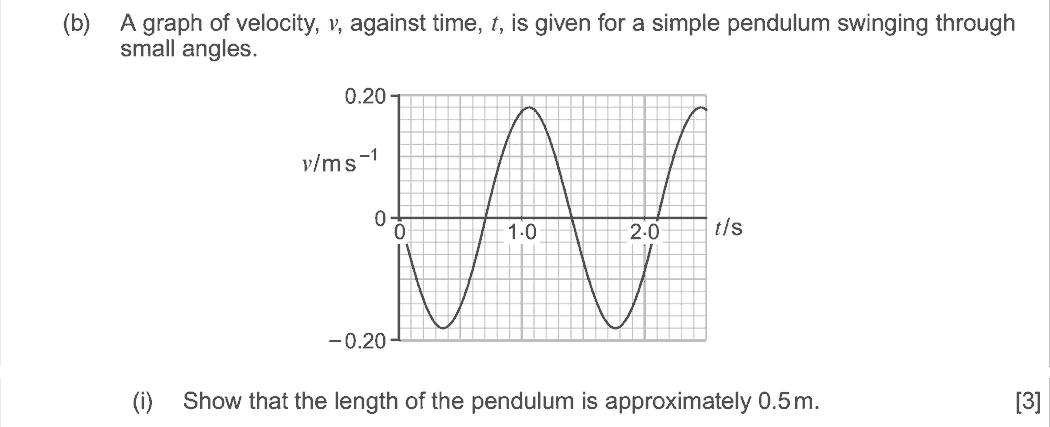 (b) A graph of velocity, v, against time, t, is given for a simple pendulum swinging through
small angles.
0.20
v/m s⁻¹
0
0 1·0 2·0 t/s
−0.20
(i) Show that the length of the pendulum is approximately 0.5 m. [3]